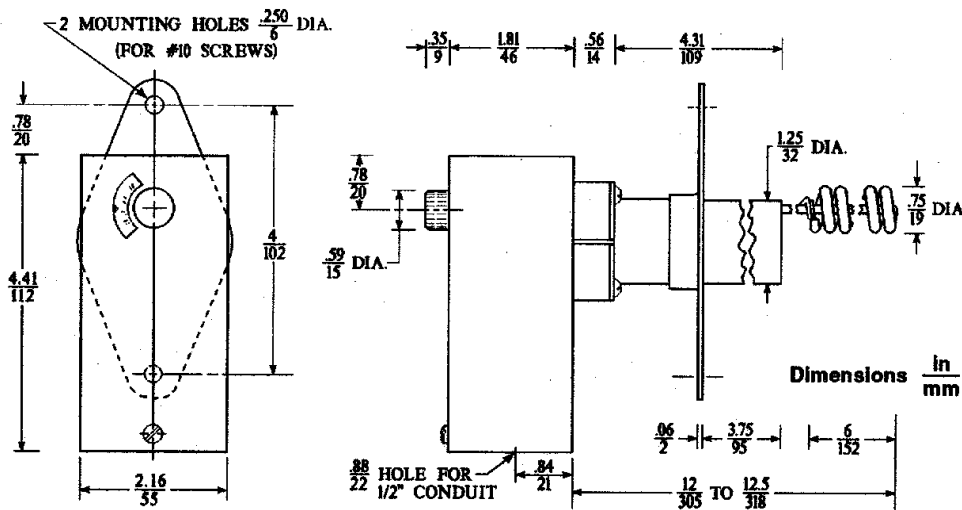 2 MOUNTING HOLES .250/6 DIA.
(FOR #10 SCREWS)
.78/20
4.41/112
4/102
2.16/55
.35/9
1.81/46
.56/14
4.31/109
.78/20
.59/15 DIA.
1.25/32 DIA.
.75/19 DIA
Dimensions in/mm
.06/2
3.75/95
6/152
.88/22 HOLE FOR
1/2" CONDUIT
.84/21
12/305 TO 12.5/318